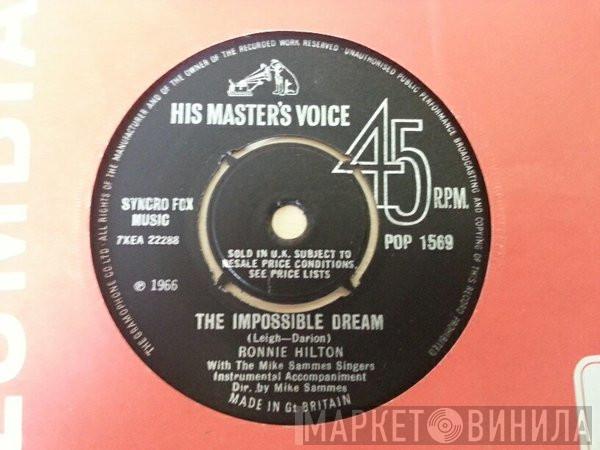 THE GRAMOPHONE CO LTD · ALL RIGHTS OF THE MANUFACTURER AND OF THE OWNER OF THE RECORDED WORK RESERVED · UNAUTHORISED PUBLIC PERFORMANCE BROADCASTING AND COPYING OF THIS RECORD PROHIBITED
HIS MASTER'S VOICE
45
R.P.M.
SYNCRO FOX
MUSIC
7XEA 22288
POP 1569
SOLD IN U.K. SUBJECT TO
RESALE PRICE CONDITIONS,
SEE PRICE LISTS
℗ 1966
THE IMPOSSIBLE DREAM
(Leigh—Darion)
RONNIE HILTON
With The Mike Sammes Singers
Instrumental Accompaniment
Dir. by Mike Sammes
MADE IN Gt BRITAIN
МАРКЕТ ВИНИЛА